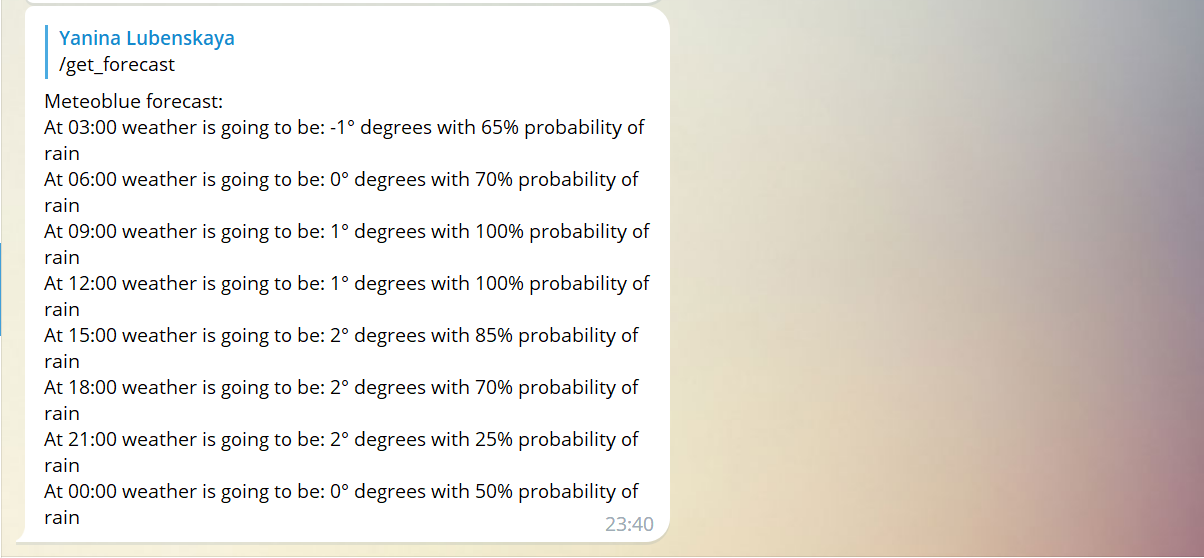 Yanina Lubenskaya
/get_forecast
Meteoblue forecast:
At 03:00 weather is going to be: -1° degrees with 65% probability of
rain
At 06:00 weather is going to be: 0° degrees with 70% probability of
rain
At 09:00 weather is going to be: 1° degrees with 100% probability of
rain
At 12:00 weather is going to be: 1° degrees with 100% probability of
rain
At 15:00 weather is going to be: 2° degrees with 85% probability of
rain
At 18:00 weather is going to be: 2° degrees with 70% probability of
rain
At 21:00 weather is going to be: 2° degrees with 25% probability of
rain
At 00:00 weather is going to be: 0° degrees with 50% probability of
rain
23:40